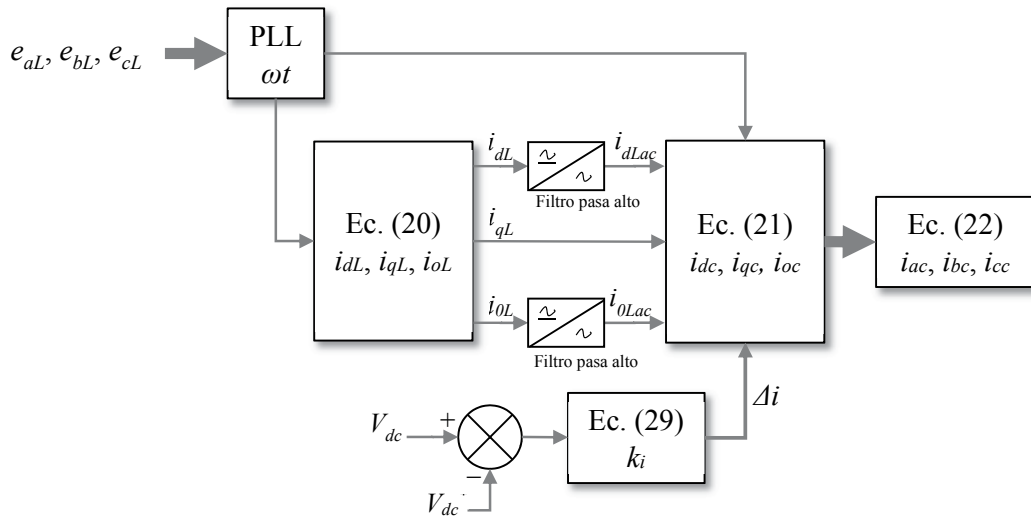 e_aL, e_bL, e_cL
PLL
ωt
Ec. (20)
i_dL, i_qL, i_oL
i_dL
i_dLac
Filtro pasa alto
i_qL
i_0L
i_0Lac
Filtro pasa alto
Ec. (21)
i_dc, i_qc, i_oc
Ec. (22)
i_ac, i_bc, i_cc
V_dc
+
−
V_dc
Ec. (29)
k_i
Δi